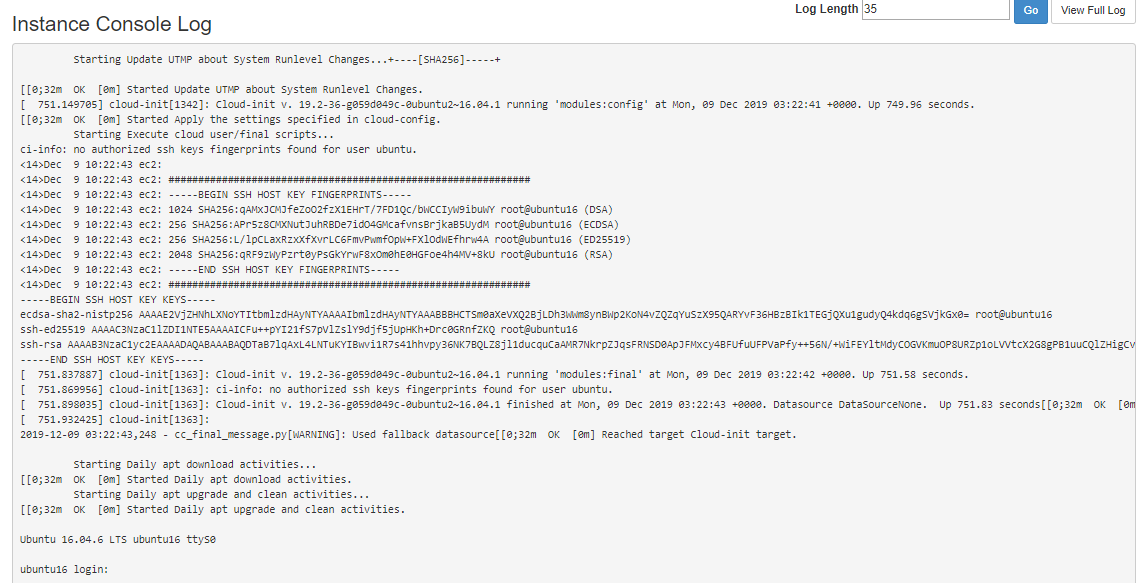 Instance Console Log
Log Length 35 Go View Full Log
Starting Update UTMP about System Runlevel Changes...+----[SHA256]-----+
[[0;32m  OK  [0m] Started Update UTMP about System Runlevel Changes.
[  751.149705] cloud-init[1342]: Cloud-init v. 19.2-36-g059d049c-0ubuntu2~16.04.1 running 'modules:config' at Mon, 09 Dec 2019 03:22:41 +0000. Up 749.96 seconds.
[[0;32m  OK  [0m] Started Apply the settings specified in cloud-config.
Starting Execute cloud user/final scripts...
ci-info: no authorized ssh keys fingerprints found for user ubuntu.
<14>Dec  9 10:22:43 ec2:
<14>Dec  9 10:22:43 ec2: #############################################################
<14>Dec  9 10:22:43 ec2: -----BEGIN SSH HOST KEY FINGERPRINTS-----
<14>Dec  9 10:22:43 ec2: 1024 SHA256:qAMxJCMJfeZoO2fzX1EHrT/7FD1Qc/bWCCIyW9ibuWY root@ubuntu16 (DSA)
<14>Dec  9 10:22:43 ec2: 256 SHA256:APr5z8CMXNutJuhRBDe7idO4GMcafvnsBrjkaB5UydM root@ubuntu16 (ECDSA)
<14>Dec  9 10:22:43 ec2: 256 SHA256:L/lpCLaxRzxXfXvrLC6FmvPwmfOpW+FXlOdWEfhrw4A root@ubuntu16 (ED25519)
<14>Dec  9 10:22:43 ec2: 2048 SHA256:qRF9zWyPzrt0yPsGkYrwF8xOm0hE0HGFoe4h4MV+8kU root@ubuntu16 (RSA)
<14>Dec  9 10:22:43 ec2: -----END SSH HOST KEY FINGERPRINTS-----
<14>Dec  9 10:22:43 ec2: #############################################################
-----BEGIN SSH HOST KEY KEYS-----
ecdsa-sha2-nistp256 AAAAE2VjZHNhLXNoYTItbmlzdHAyNTYAAAAIbmlzdHAyNTYAAABBBHCTSm0aXeVXQ2BjLDh3WWm8ynBWp2KoN4vZQZqYuSzX95QARYvF36HBzBIk1TEGjQXu1gudyQ4kdq6gSVjkGx0= root@ubuntu16
ssh-ed25519 AAAAC3NzaC1lZDI1NTE5AAAAICFu++pYI21fS7pVlZslY9djf5jUpHKh+Drc0GRnfZKQ root@ubuntu16
ssh-rsa AAAAB3NzaC1yc2EAAAADAQABAAABAQDTaB7lqAxL4LNTuKYIBwvi1R7s41hhvpy36NK7BQLZ8jl1ducquCaAMR7NkrpZJqsFRNSD0ApJFMxcy4BFUfuUFPVaPfy++56N/+WiFEYltMdyCOGVKmuOP8URZp1oLVVtcX2G8gPB1uuCQlZHigCv
-----END SSH HOST KEY KEYS-----
[  751.837887] cloud-init[1363]: Cloud-init v. 19.2-36-g059d049c-0ubuntu2~16.04.1 running 'modules:final' at Mon, 09 Dec 2019 03:22:42 +0000. Up 751.58 seconds.
[  751.869956] cloud-init[1363]: ci-info: no authorized ssh keys fingerprints found for user ubuntu.
[  751.898035] cloud-init[1363]: Cloud-init v. 19.2-36-g059d049c-0ubuntu2~16.04.1 finished at Mon, 09 Dec 2019 03:22:43 +0000. Datasource DataSourceNone.  Up 751.83 seconds[[0;32m  OK  [0m
[  751.932425] cloud-init[1363]:
2019-12-09 03:22:43,248 - cc_final_message.py[WARNING]: Used fallback datasource[[0;32m  OK  [0m] Reached target Cloud-init target.
Starting Daily apt download activities...
[[0;32m  OK  [0m] Started Daily apt download activities.
Starting Daily apt upgrade and clean activities...
[[0;32m  OK  [0m] Started Daily apt upgrade and clean activities.
Ubuntu 16.04.6 LTS ubuntu16 ttyS0
ubuntu16 login: